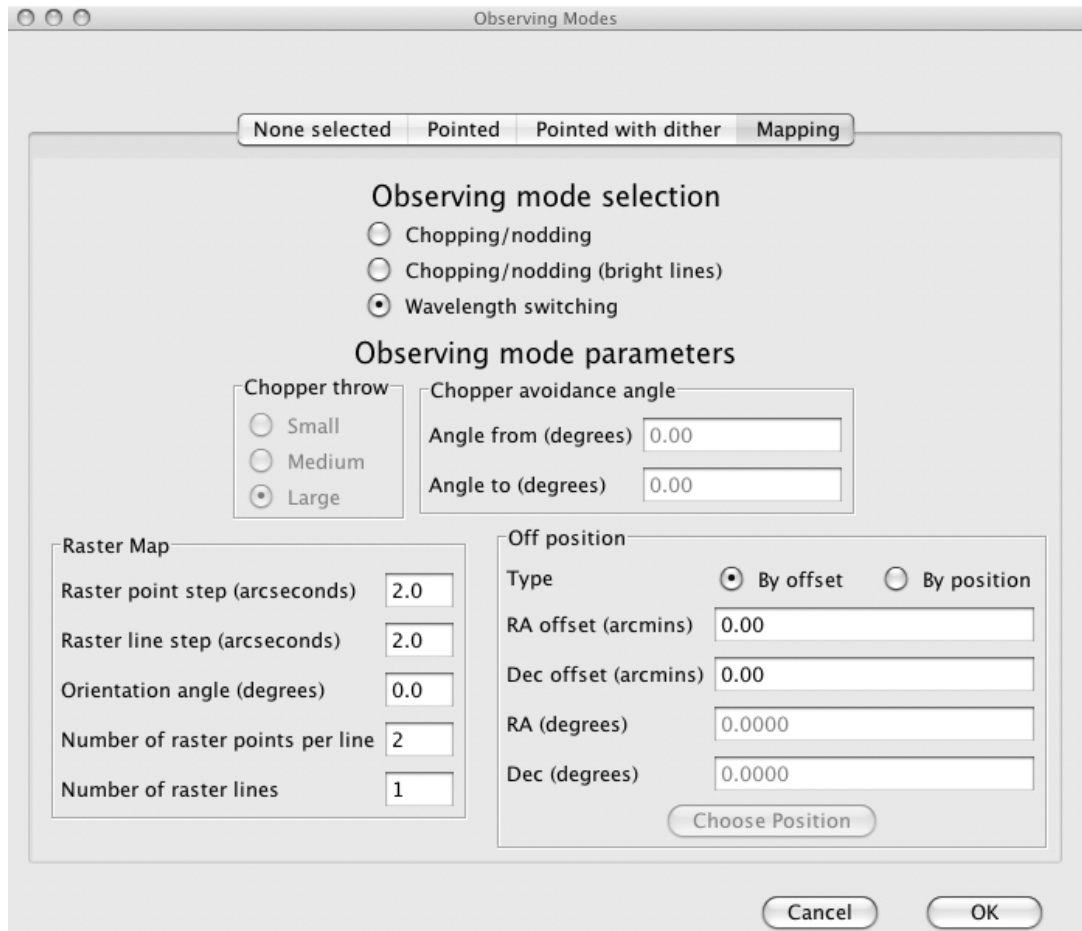 Observing Modes
None selected Pointed Pointed with dither Mapping
Observing mode selection
Chopping/nodding
Chopping/nodding (bright lines)
Wavelength switching
Observing mode parameters
Chopper throw
Small
Medium
Large
Chopper avoidance angle
Angle from (degrees) 0.00
Angle to (degrees) 0.00
Raster Map
Raster point step (arcseconds) 2.0
Raster line step (arcseconds) 2.0
Orientation angle (degrees) 0.0
Number of raster points per line 2
Number of raster lines 1
Off position
Type By offset By position
RA offset (arcmins) 0.00
Dec offset (arcmins) 0.00
RA (degrees) 0.0000
Dec (degrees) 0.0000
Choose Position
Cancel OK